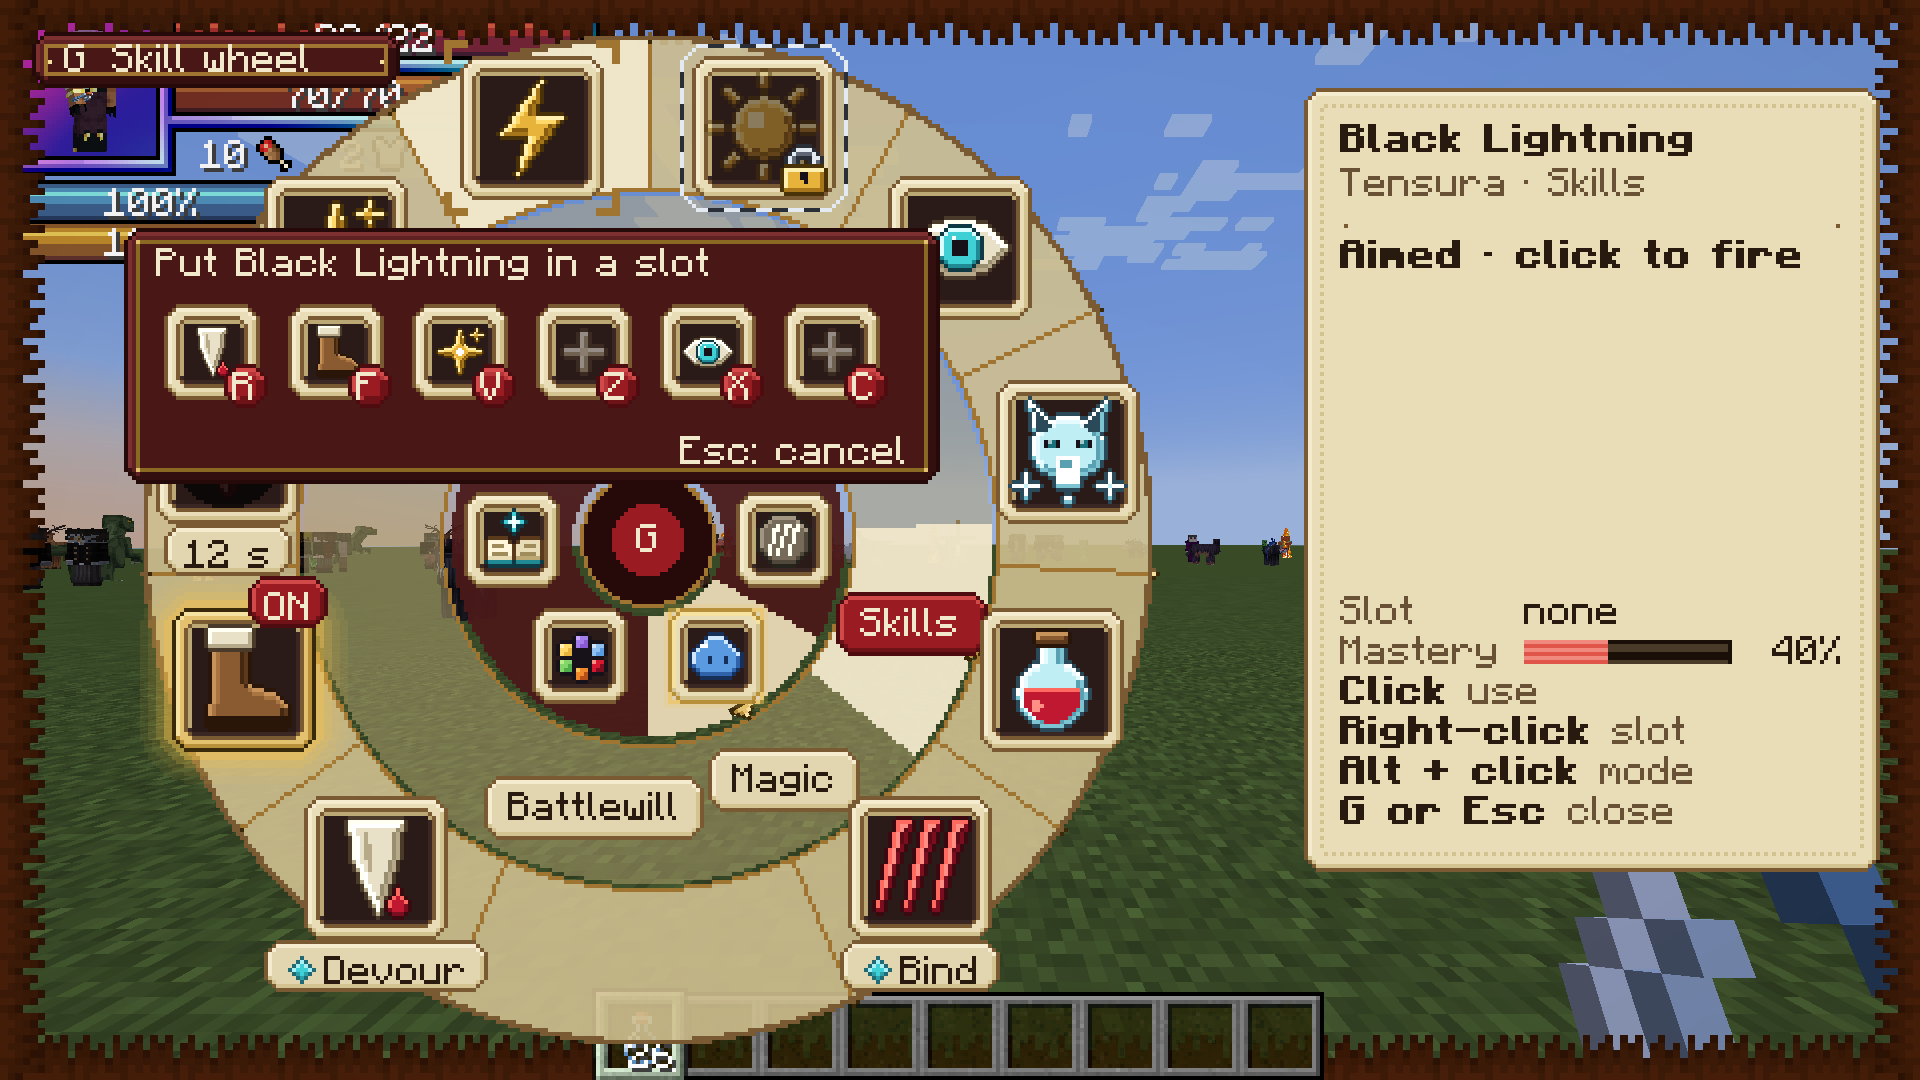 G Skill wheel
70/70
10
100%
Put Black Lightning in a slot
R
F
V
Z
X
C
Esc: cancel
12 s
ON
G
Skills
Magic
Battlewill
Devour
Bind
26
Black Lightning
Tensura · Skills
Aimed · click to fire
Slot none
Mastery 40%
Click use
Right-click slot
Alt + click mode
G or Esc close